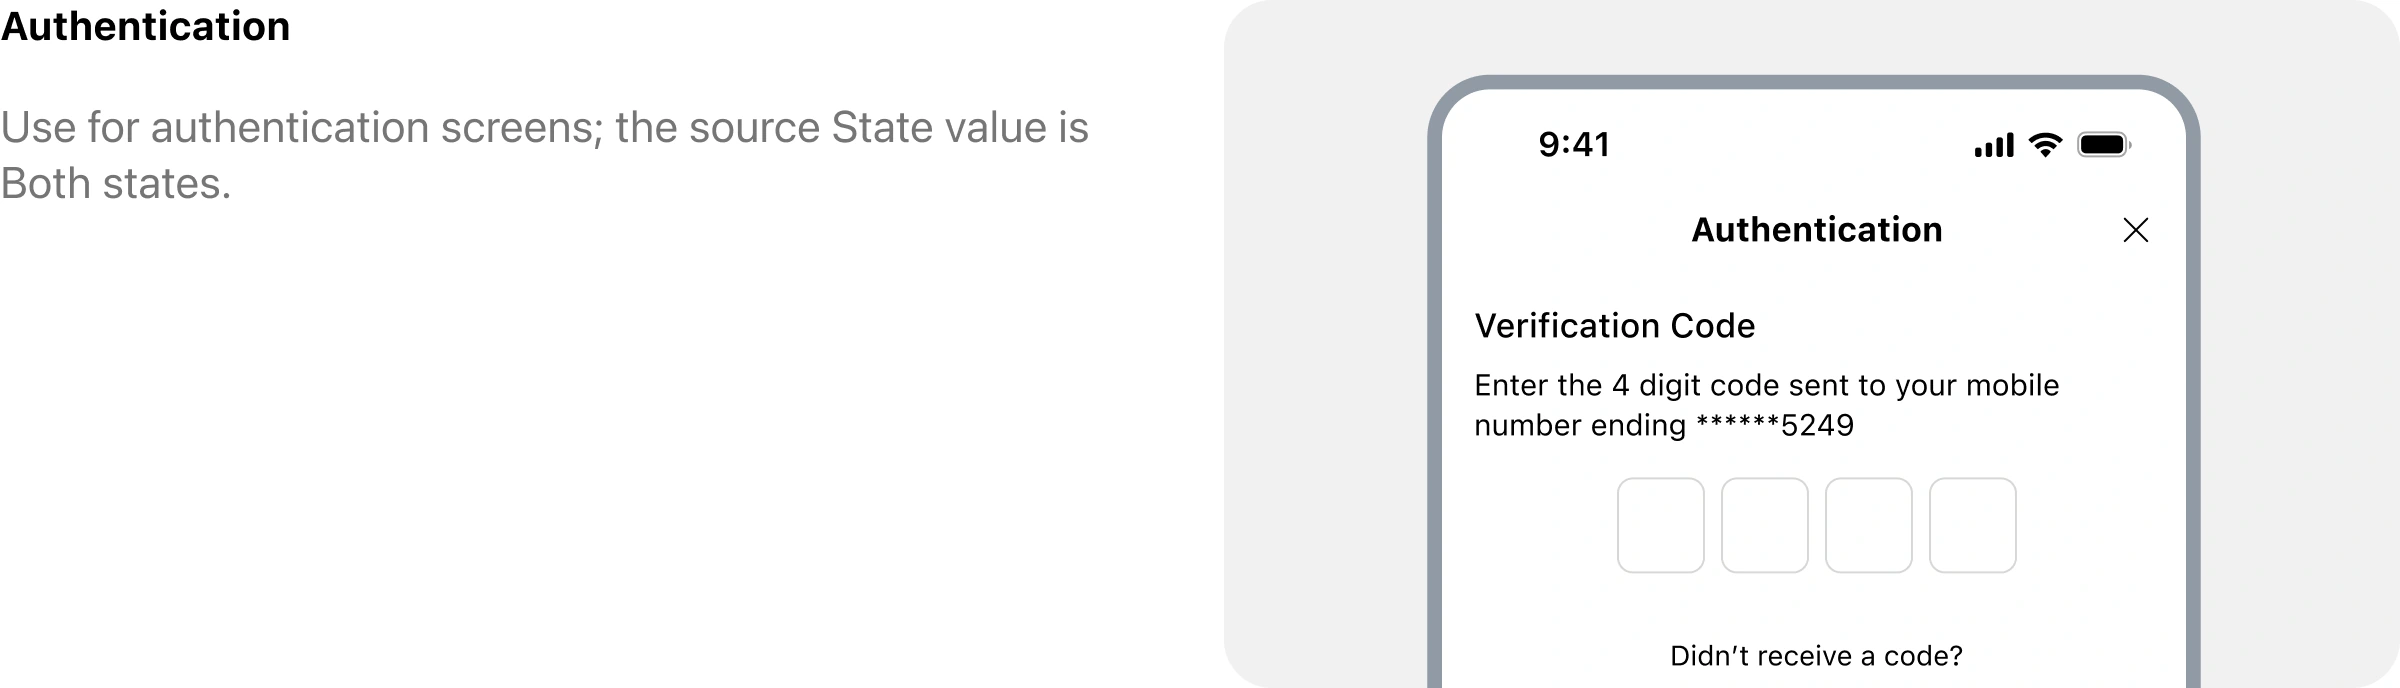 Authentication
Use for authentication screens; the source State value is
Both states.
9:41
Authentication
Verification Code
Enter the 4 digit code sent to your mobile
number ending ******5249
Didn’t receive a code?